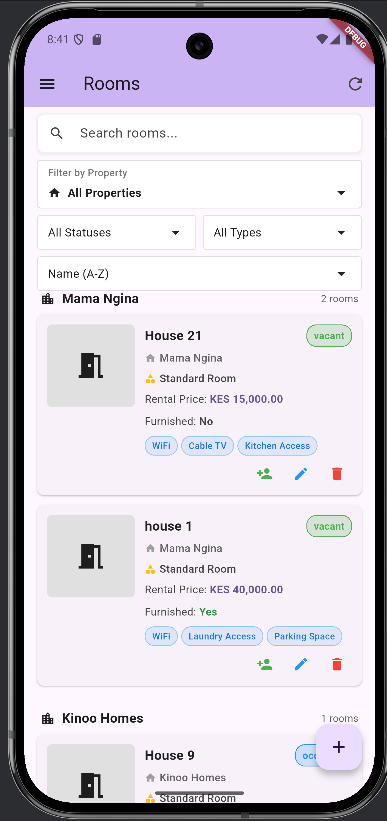 8:41
DEBUG
Rooms
Search rooms...
Filter by Property
All Properties
All Statuses
All Types
Name (A-Z)
Mama Ngina
2 rooms
House 21
vacant
Mama Ngina
Standard Room
Rental Price: KES 15,000.00
Furnished: No
WiFi
Cable TV
Kitchen Access
house 1
vacant
Mama Ngina
Standard Room
Rental Price: KES 40,000.00
Furnished: Yes
WiFi
Laundry Access
Parking Space
Kinoo Homes
1 rooms
House 9
Kinoo Homes
Standard Room